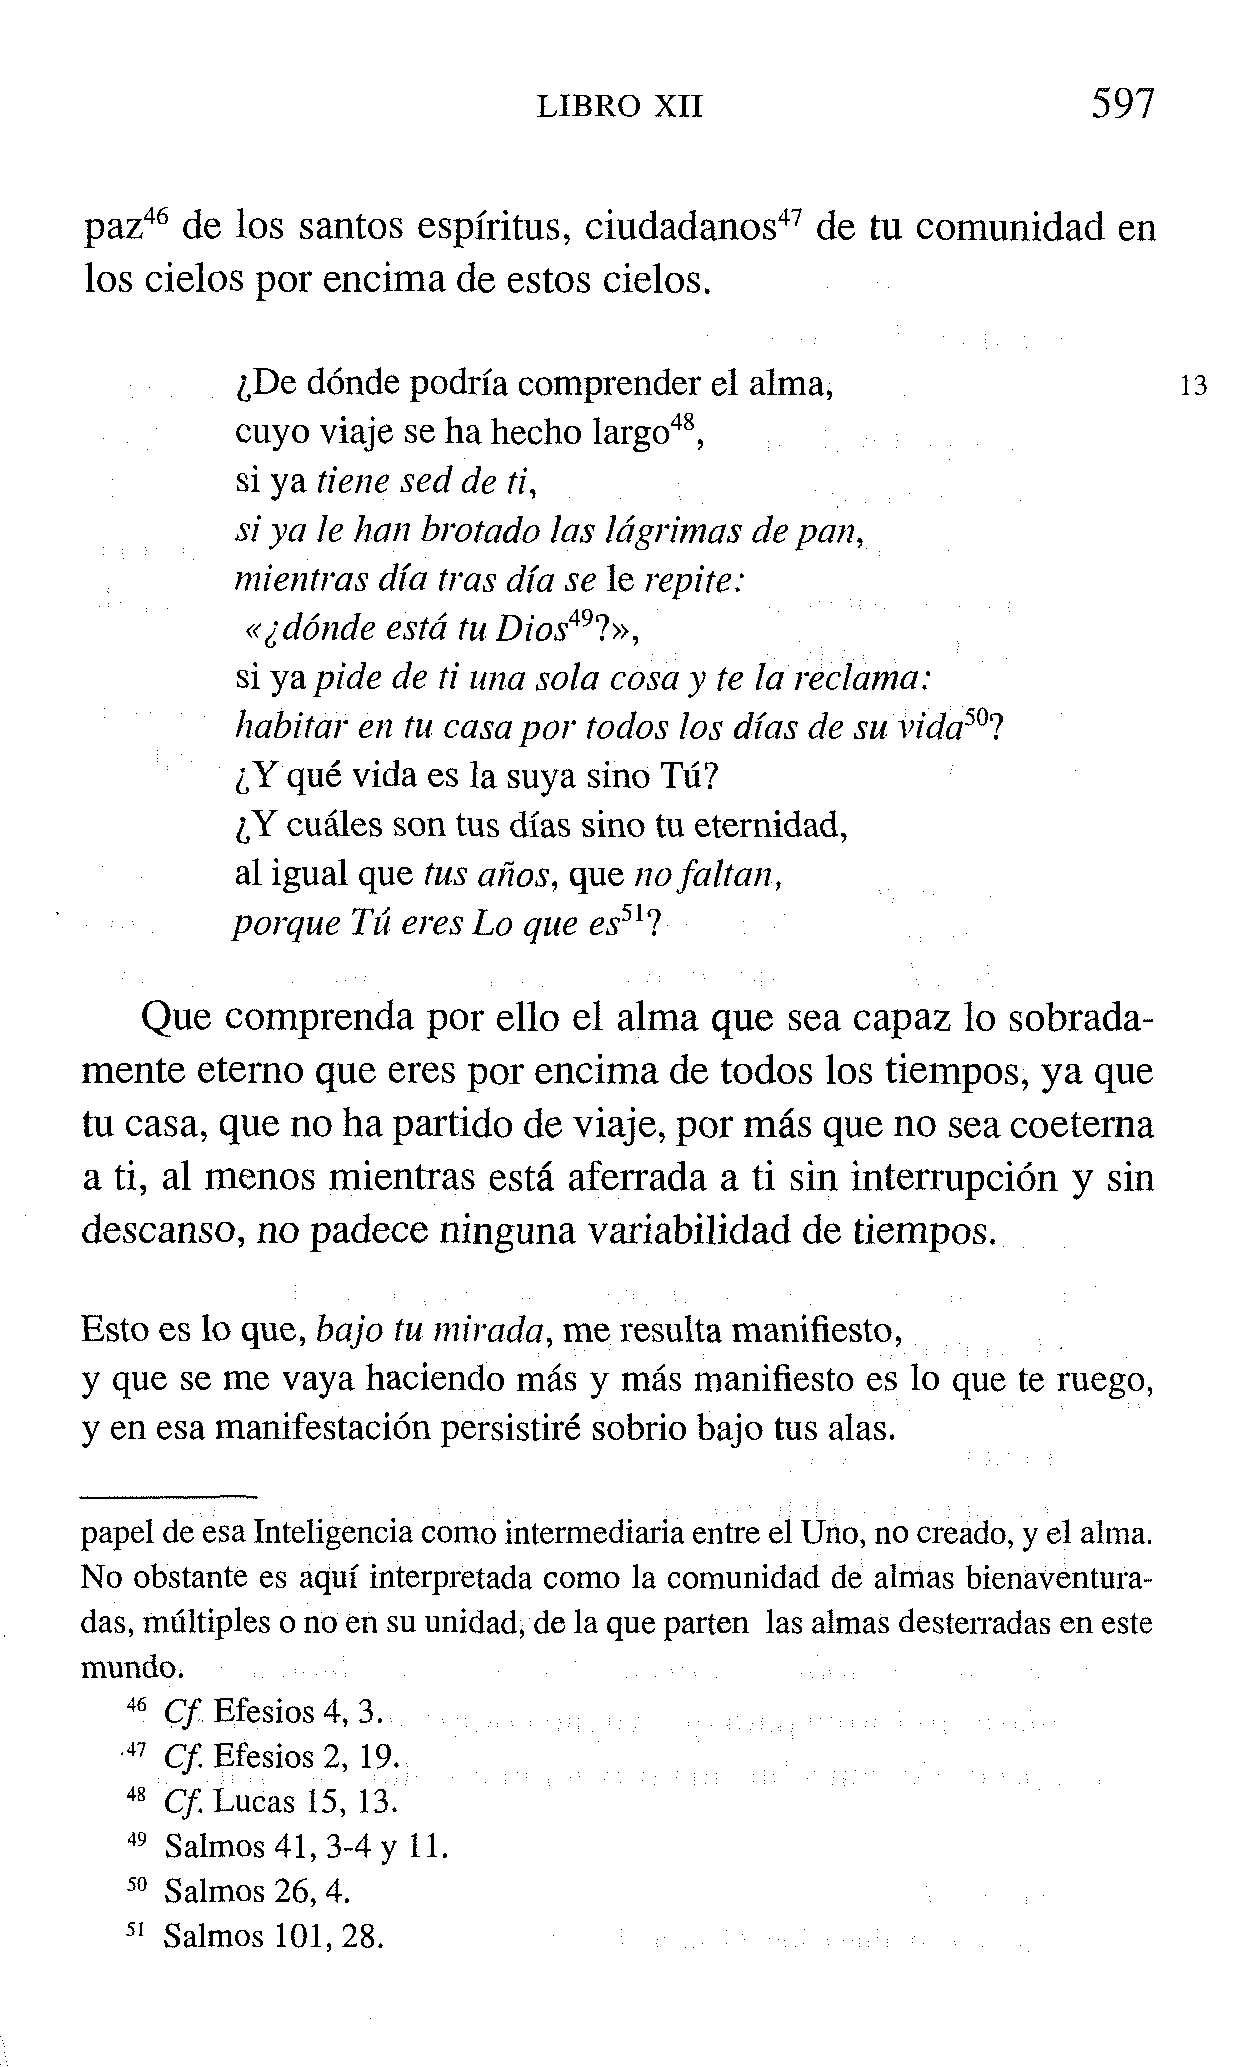 LIBRO XII 597
paz46 de los santos espíritus, ciudadanos47 de tu comunidad en
los cielos por encima de estos cielos.
¿De dónde podría comprender el alma, 13
cuyo viaje se ha hecho largo48,
si ya tiene sed de ti,
si ya le han brotado las lágrimas de pan,
mientras día tras día se le repite:
«¿dónde está tu Dios49?»,
si ya pide de ti una sola cosa y te la reclama:
habitar en tu casa por todos los días de su vida50?
¿Y qué vida es la suya sino Tú?
¿Y cuáles son tus días sino tu eternidad,
al igual que tus años, que no faltan,
porque Tú eres Lo que es51?
Que comprenda por ello el alma que sea capaz lo sobrada-
mente eterno que eres por encima de todos los tiempos, ya que
tu casa, que no ha partido de viaje, por más que no sea coeterna
a ti, al menos mientras está aferrada a ti sin interrupción y sin
descanso, no padece ninguna variabilidad de tiempos.
Esto es lo que, bajo tu mirada, me resulta manifiesto,
y que se me vaya haciendo más y más manifiesto es lo que te ruego,
y en esa manifestación persistiré sobrio bajo tus alas.
papel de esa Inteligencia como intermediaria entre el Uno, no creado, y el alma.
No obstante es aquí interpretada como la comunidad de almas bienaventura-
das, múltiples o no en su unidad, de la que parten las almas desterradas en este
mundo.
46 Cf. Efesios 4, 3.
47 Cf. Efesios 2, 19.
48 Cf. Lucas 15, 13.
49 Salmos 41, 3-4 y 11.
50 Salmos 26, 4.
51 Salmos 101, 28.